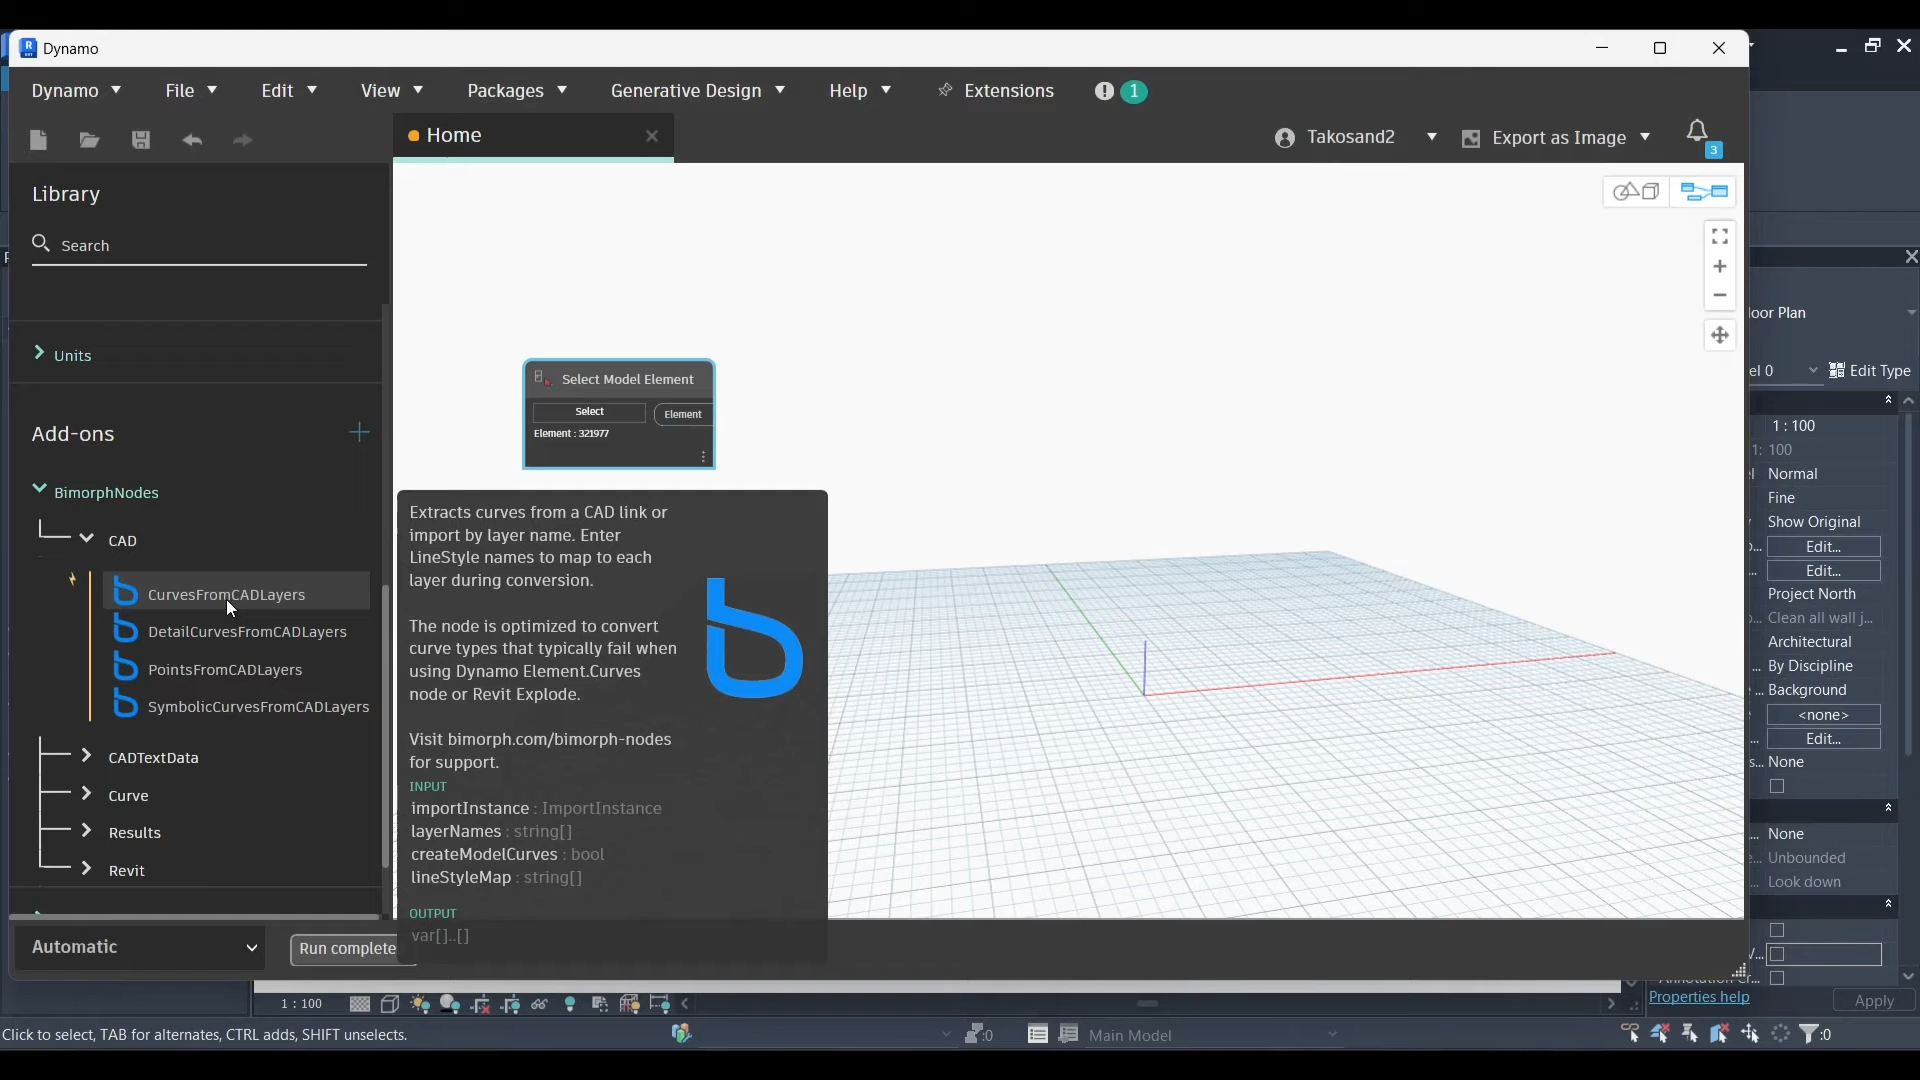 Dynamo
Dynamo File Edit View Packages Generative Design Help Extensions ! 1
Home Takosand2 Export as Image 3
Library
Search
Units
Add-ons
BimorphNodes
CAD
CurvesFromCADLayers
DetailCurvesFromCADLayers
PointsFromCADLayers
SymbolicCurvesFromCADLayers
CADTextData
Curve
Results
Revit
Automatic Run complete
Select Model Element
Select Element
Element : 321977
Extracts curves from a CAD link or
import by layer name. Enter
LineStyle names to map to each
layer during conversion.
The node is optimized to convert
curve types that typically fail when
using Dynamo Element.Curves
node or Revit Explode.
Visit bimorph.com/bimorph-nodes
for support.
INPUT
importInstance : ImportInstance
layerNames : string[]
createModelCurves : bool
lineStyleMap : string[]
OUTPUT
var[]..[]
oor Plan
el 0 Edit Type
1 : 100
1: 100
Normal
Fine
Show Original
Edit...
Edit...
Project North
Clean all wall j...
Architectural
By Discipline
Background
<none>
Edit...
None
None
Unbounded
Look down
Properties help Apply
1 : 100
Click to select, TAB for alternates, CTRL adds, SHIFT unselects. :0 Main Model :0